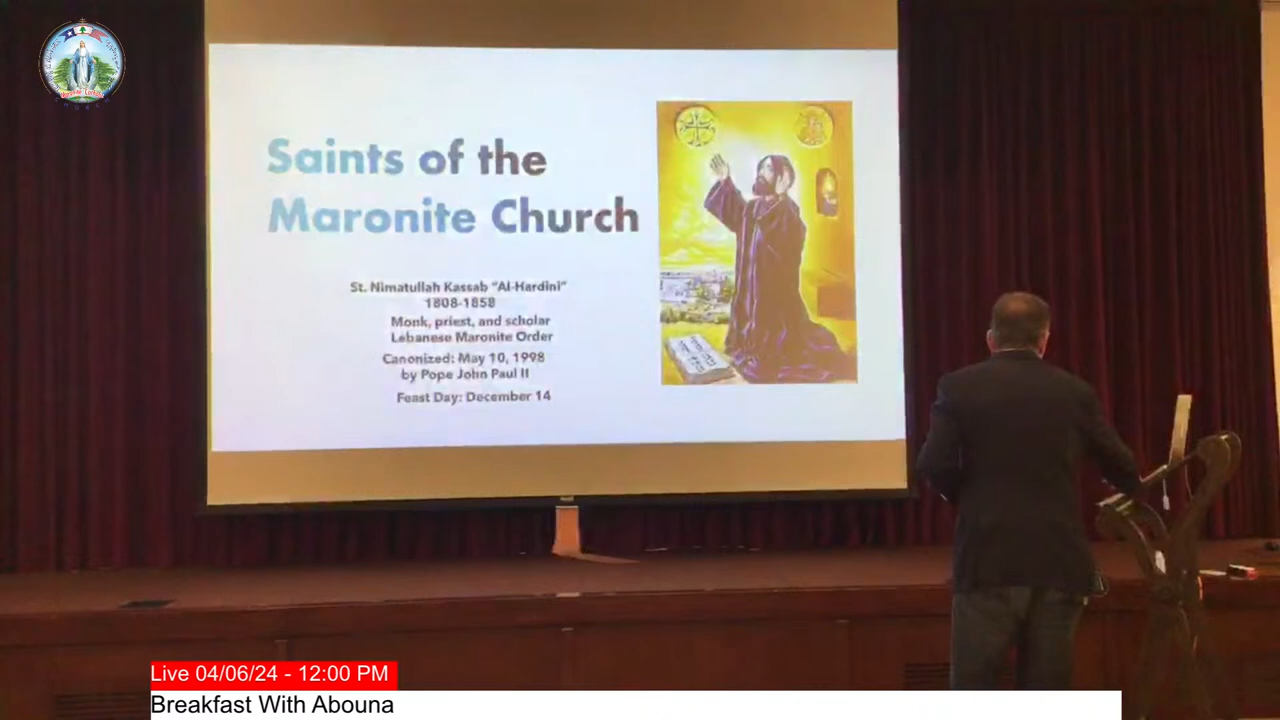 Saints of the
Maronite Church
St. Nimatullah Kassab "Al-Hardini"
1808-1858
Monk, priest, and scholar
Lebanese Maronite Order
Canonized: May 10, 1998
by Pope John Paul II
Feast Day: December 14
Live 04/06/24 - 12:00 PM
Breakfast With Abouna